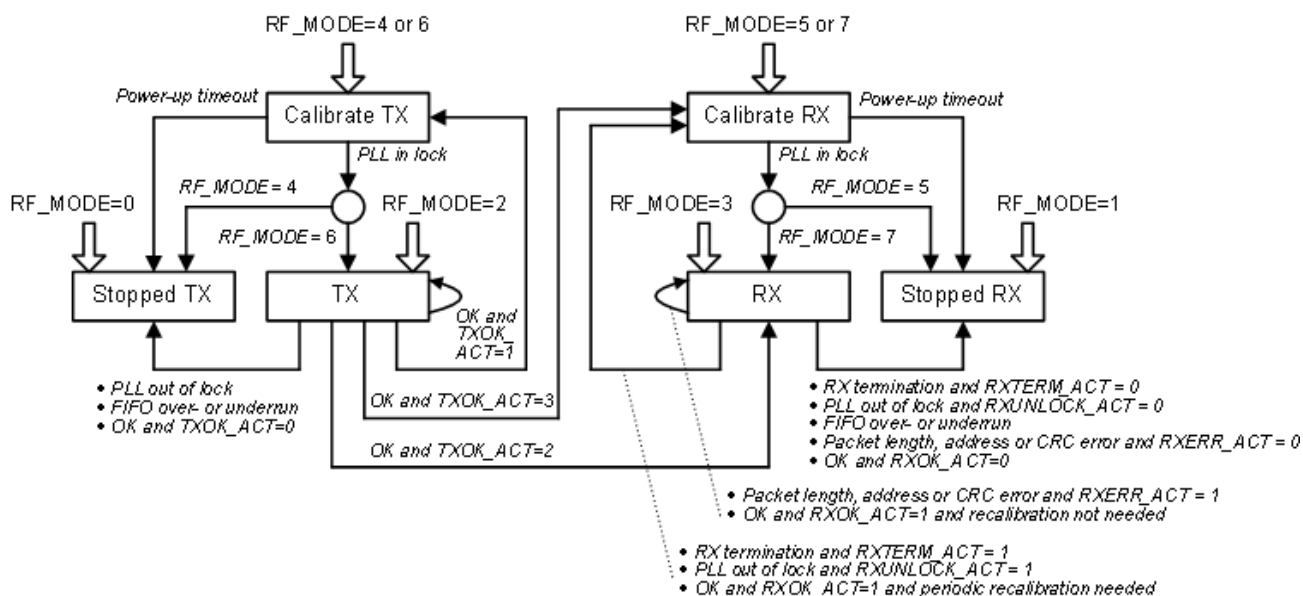 RF_MODE=4 or 6
RF_MODE=5 or 7
Power-up timeout
Calibrate TX
Calibrate RX
Power-up timeout
PLL in lock
PLL in lock
RF_MODE = 4
RF_MODE = 5
RF_MODE=0
RF_MODE=2
RF_MODE=3
RF_MODE=1
RF_MODE = 6
RF_MODE = 7
Stopped TX
TX
RX
Stopped RX
OK and
TXOK_
ACT=1
• PLL out of lock
• FIFO over- or underrun
• OK and TXOK_ACT=0
OK and TXOK_ACT=3
OK and TXOK_ACT=2
• RX termination and RXTERM_ACT = 0
• PLL out of lock and RXUNLOCK_ACT = 0
• FIFO over- or underrun
• Packet length, address or CRC error and RXERR_ACT = 0
• OK and RXOK_ACT=0
• Packet length, address or CRC error and RXERR_ACT = 1
• OK and RXOK_ACT=1 and recalibration not needed
• RX termination and RXTERM_ACT = 1
• PLL out of lock and RXUNLOCK_ACT = 1
• OK and RXOK_ACT=1 and periodic recalibration needed